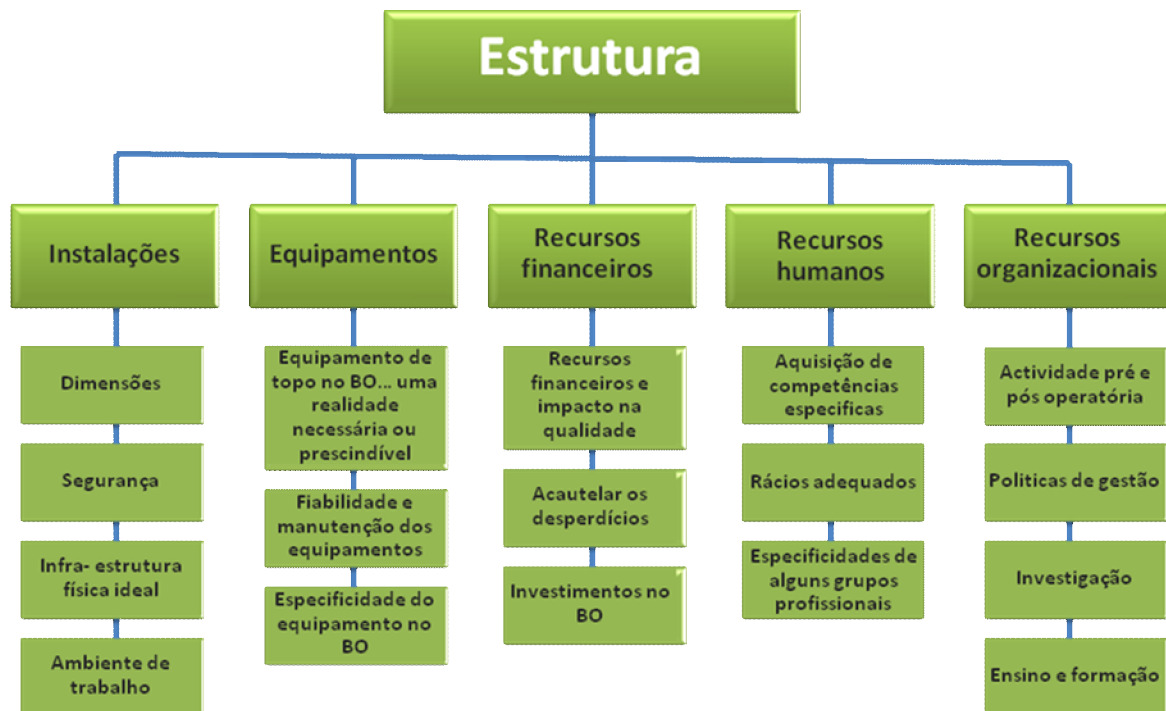 Estrutura
Instalações
Dimensões
Segurança
Infra- estrutura
física ideal
Ambiente de
trabalho
Equipamentos
Equipamento de
topo no BO... uma
realidade
necessária ou
prescindível
Fiabilidade e
manutenção dos
equipamentos
Especificidade do
equipamento no
BO
Recursos
financeiros
Recursos
financeiros e
impacto na
qualidade
Acautelar os
desperdícios
Investimentos no
BO
Recursos
humanos
Aquisição de
competências
especificas
Rácios adequados
Especificidades de
alguns grupos
profissionais
Recursos
organizacionais
Actividade pré e
pós operatória
Politicas de gestão
Investigação
Ensino e formação